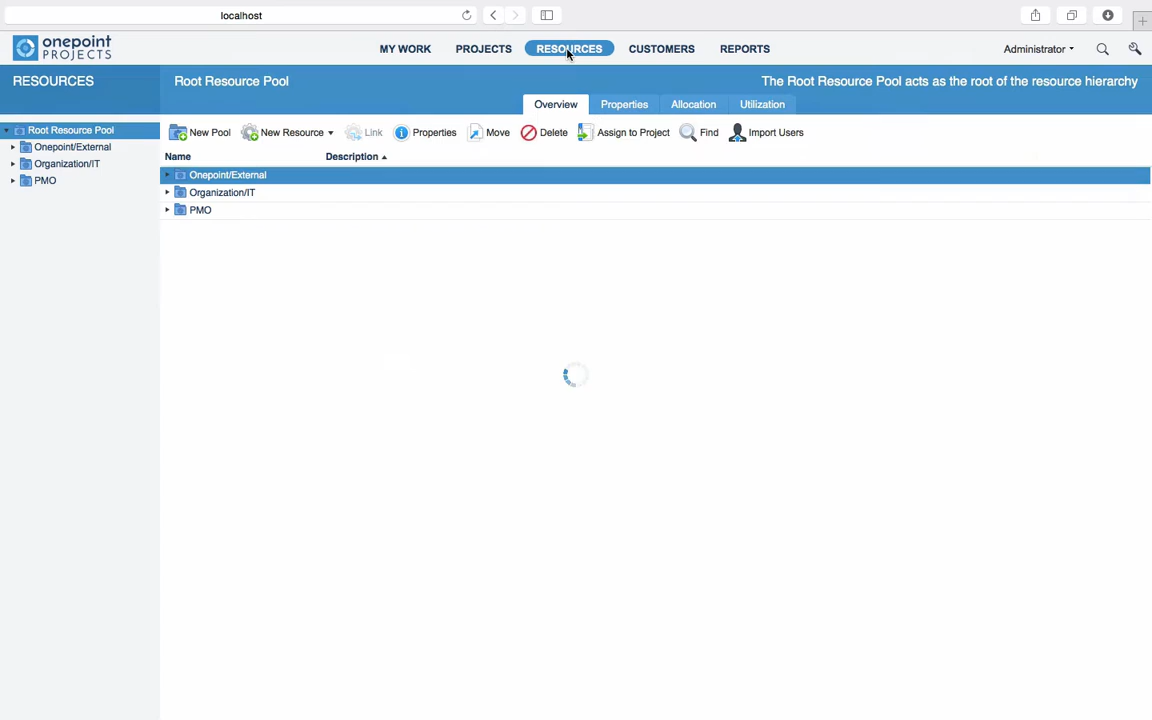 localhost
onepoint
PROJECTS
MY WORK PROJECTS RESOURCES CUSTOMERS REPORTS
Administrator
RESOURCES
Root Resource Pool
The Root Resource Pool acts as the root of the resource hierarchy
Overview Properties Allocation Utilization
Root Resource Pool
Onepoint/External
Organization/IT
PMO
New Pool New Resource Link Properties Move Delete Assign to Project Find Import Users
Name Description
Onepoint/External
Organization/IT
PMO